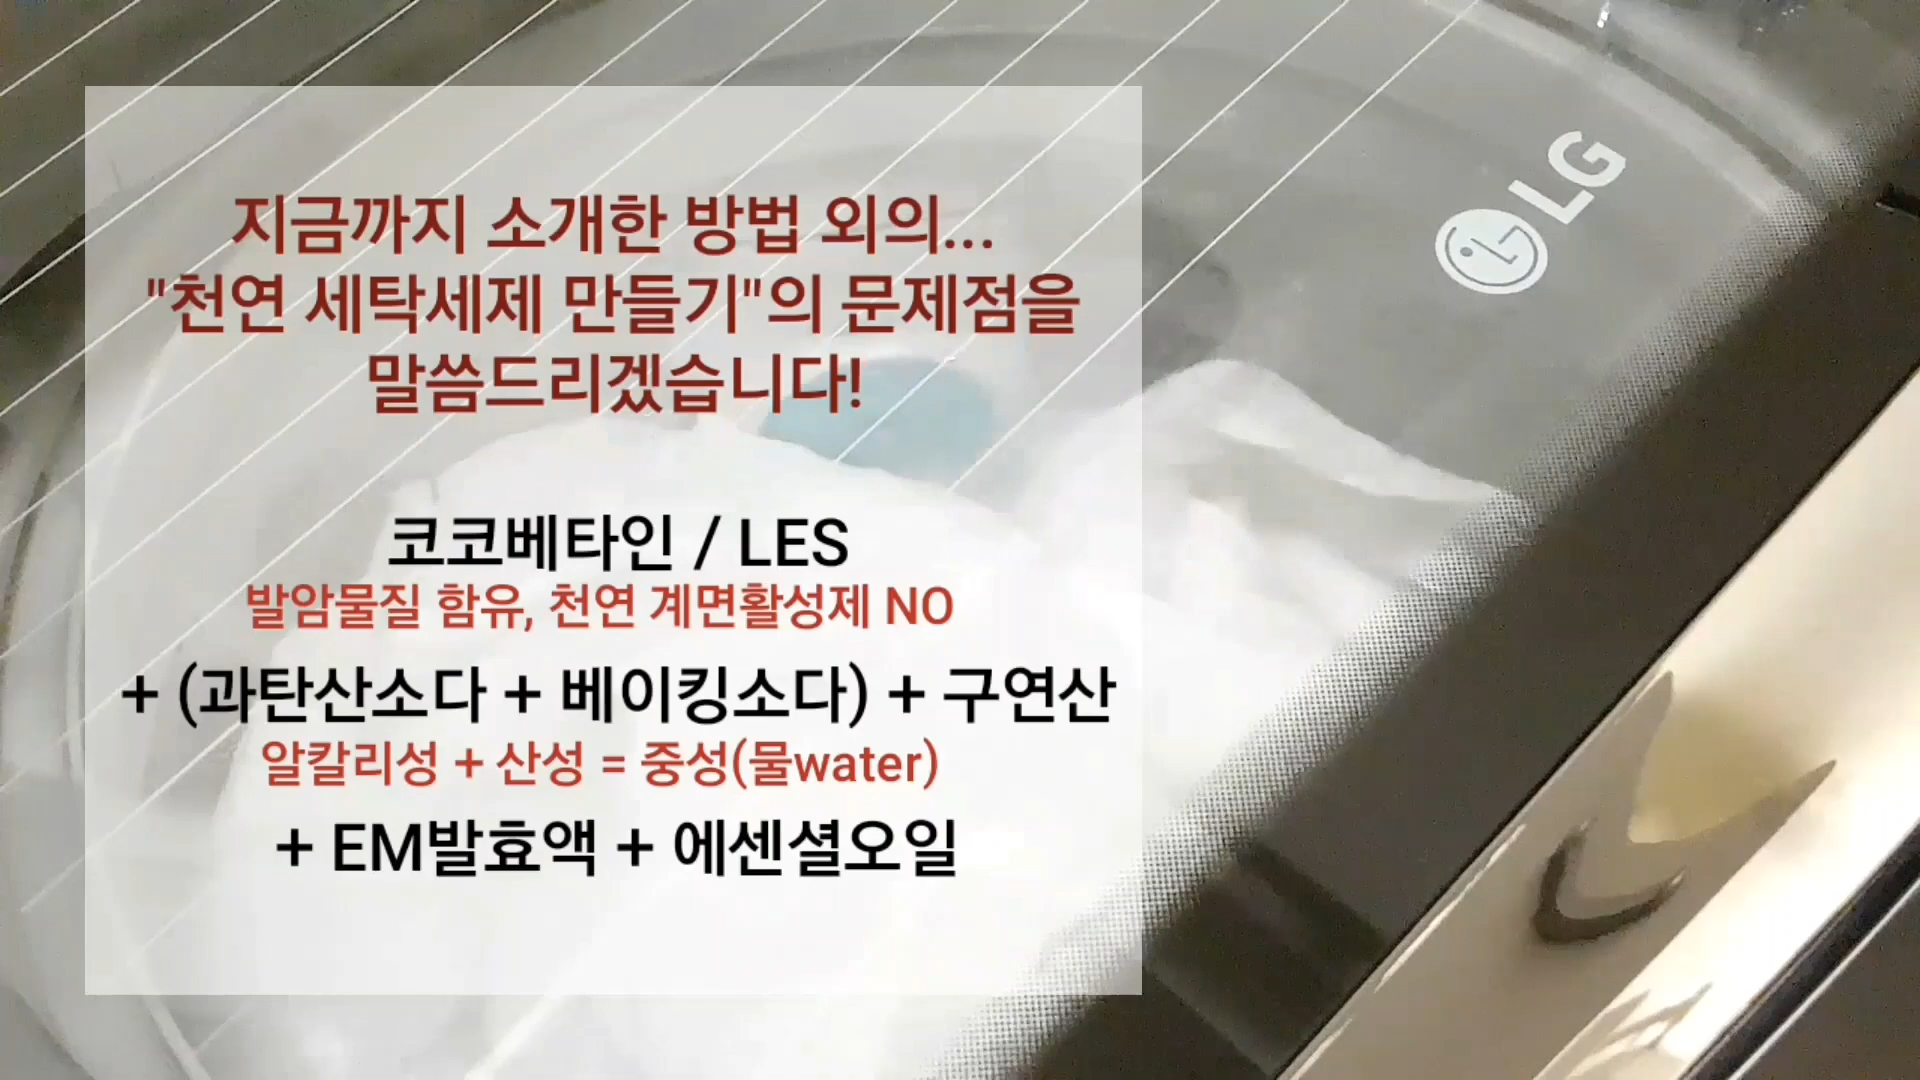 지금까지 소개한 방법 외의...
"천연 세탁세제 만들기"의 문제점을
말씀드리겠습니다!
코코베타인 / LES
발암물질 함유, 천연 계면활성제 NO
+ (과탄산소다 + 베이킹소다) + 구연산
알칼리성 + 산성 = 중성(물water)
+ EM발효액 + 에센셜오일
LG